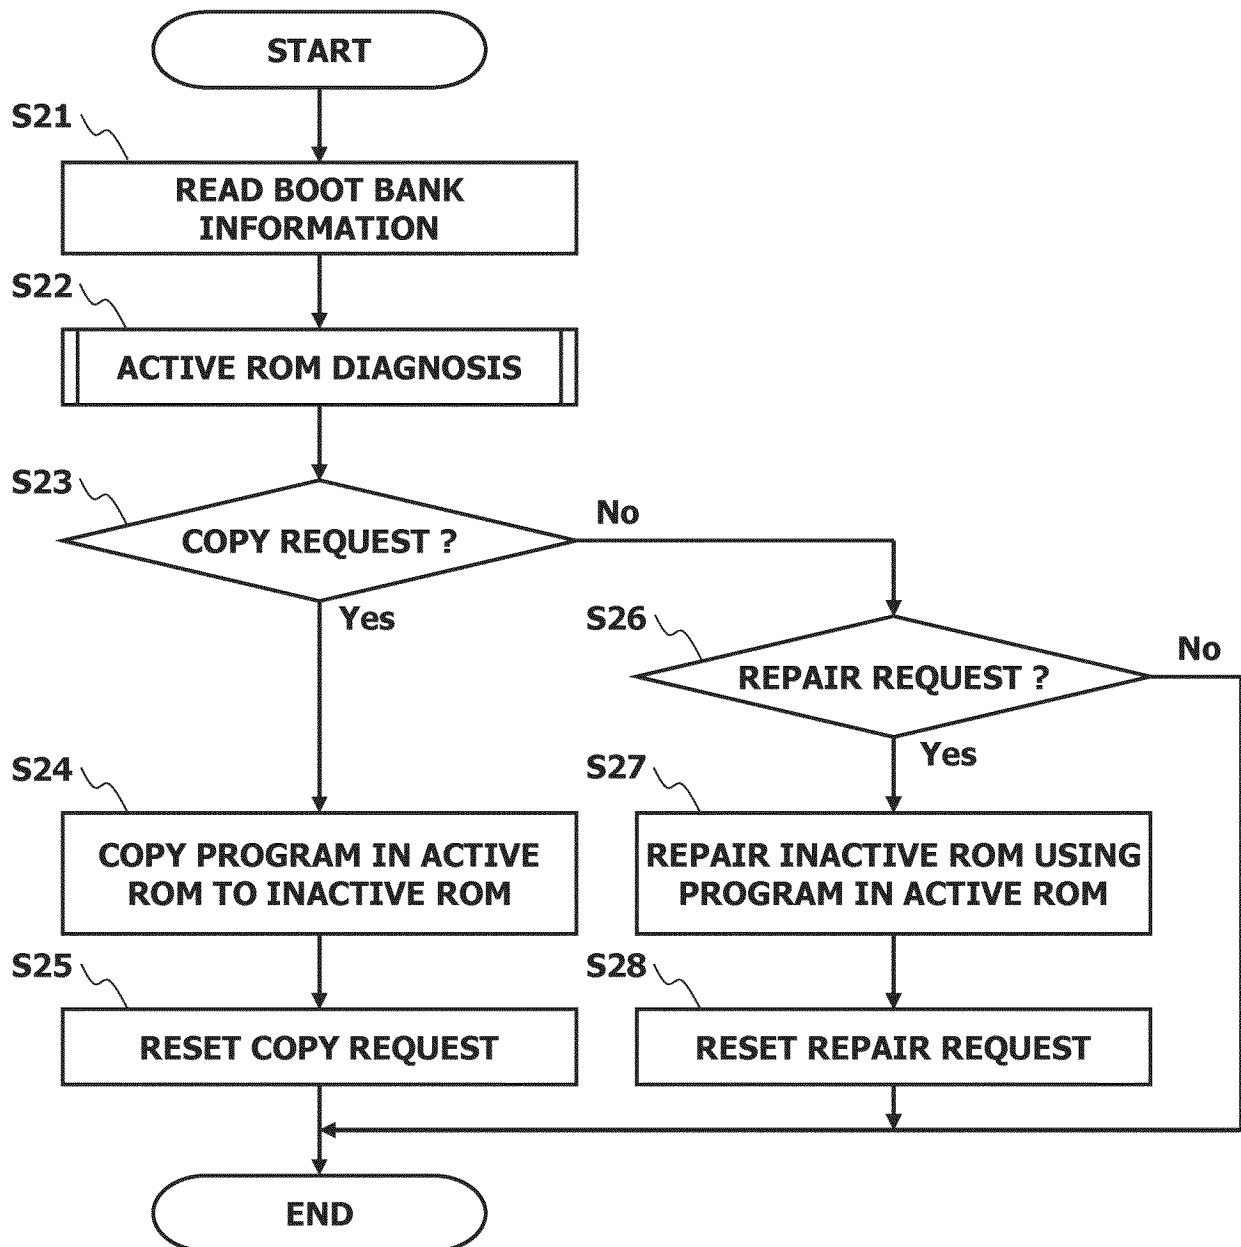 START
S21
READ BOOT BANK
INFORMATION
S22
ACTIVE ROM DIAGNOSIS
S23
COPY REQUEST ?
No
Yes
S26
REPAIR REQUEST ?
No
Yes
S24
COPY PROGRAM IN ACTIVE
ROM TO INACTIVE ROM
S27
REPAIR INACTIVE ROM USING
PROGRAM IN ACTIVE ROM
S25
RESET COPY REQUEST
S28
RESET REPAIR REQUEST
END